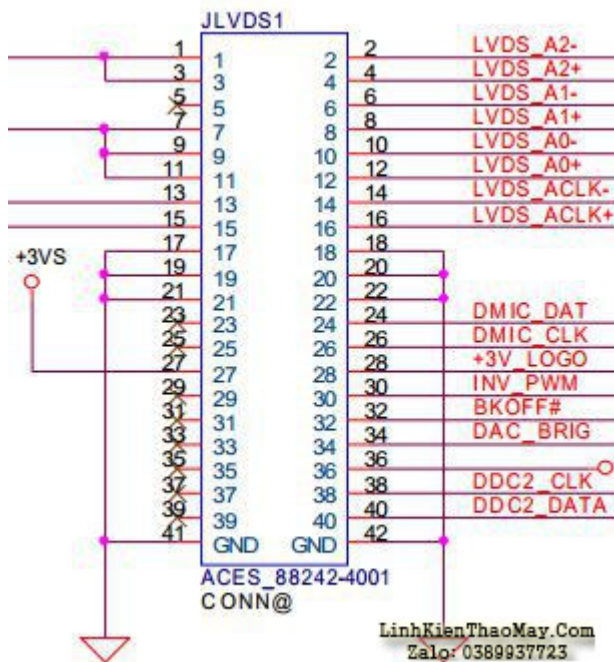 JLVDS1
1 1 2 2 LVDS_A2-
3 3 4 4 LVDS_A2+
5 5 6 6 LVDS_A1-
7 7 8 8 LVDS_A1+
9 9 10 10 LVDS_A0-
11 11 12 12 LVDS_A0+
13 13 14 14 LVDS_ACLK-
15 15 16 16 LVDS_ACLK+
17 17 18 18
+3VS
19 19 20 20
21 21 22 22
23 23 24 24 DMIC_DAT
25 25 26 26 DMIC_CLK
27 27 28 28 +3V_LOGO
29 29 30 30 INV_PWM
31 31 32 32 BKOFF#
33 33 34 34 DAC_BRIG
35 35 36 36
37 37 38 38 DDC2_CLK
39 39 40 40 DDC2_DATA
41 GND GND 42
ACES_88242-4001
CONN@
LinhKienThaoMay.Com
Zalo: 0389937723